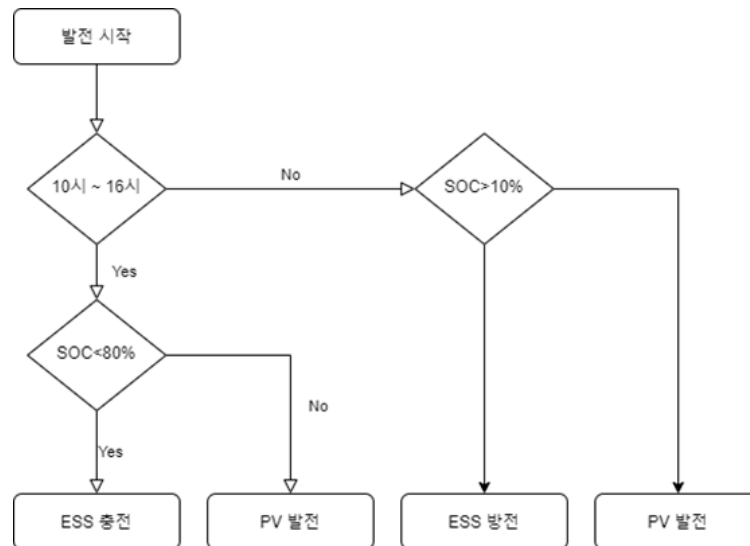 발전 시작
10시 ~ 16시
No
SOC>10%
Yes
SOC<80%
No
Yes
ESS 충전
PV 발전
ESS 방전
PV 발전